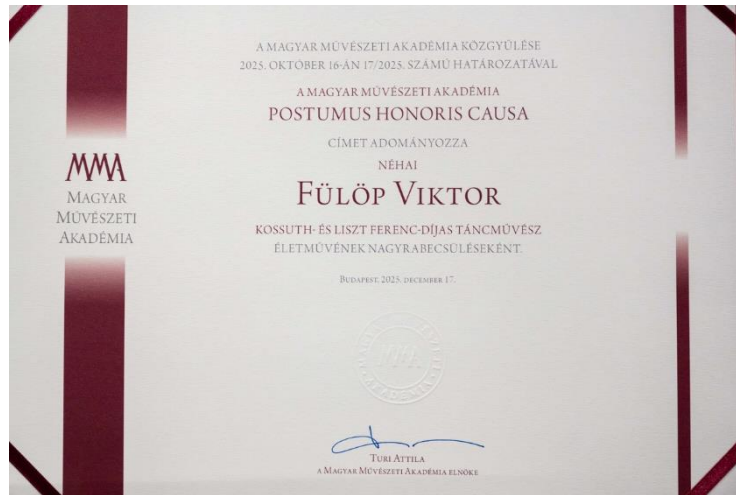 A MAGYAR MŰVÉSZETI AKADÉMIA KÖZGYŰLÉSE
2025. OKTÓBER 16-ÁN 17/2025. SZÁMÚ HATÁROZATÁVAL
A MAGYAR MŰVÉSZETI AKADÉMIA
POSTUMUS HONORIS CAUSA
CÍMET ADOMÁNYOZZA
NÉHAI
FÜLÖP VIKTOR
KOSSUTH- ÉS LISZT FERENC-DÍJAS TÁNCMŰVÉSZ
ÉLETMŰVÉNEK NAGYRABECSÜLÉSEKÉNT.
BUDAPEST, 2025. DECEMBER 17.
MMA
MAGYAR
MŰVÉSZETI
AKADÉMIA
MMA
TURI ATTILA
A MAGYAR MŰVÉSZETI AKADÉMIA ELNÖKE